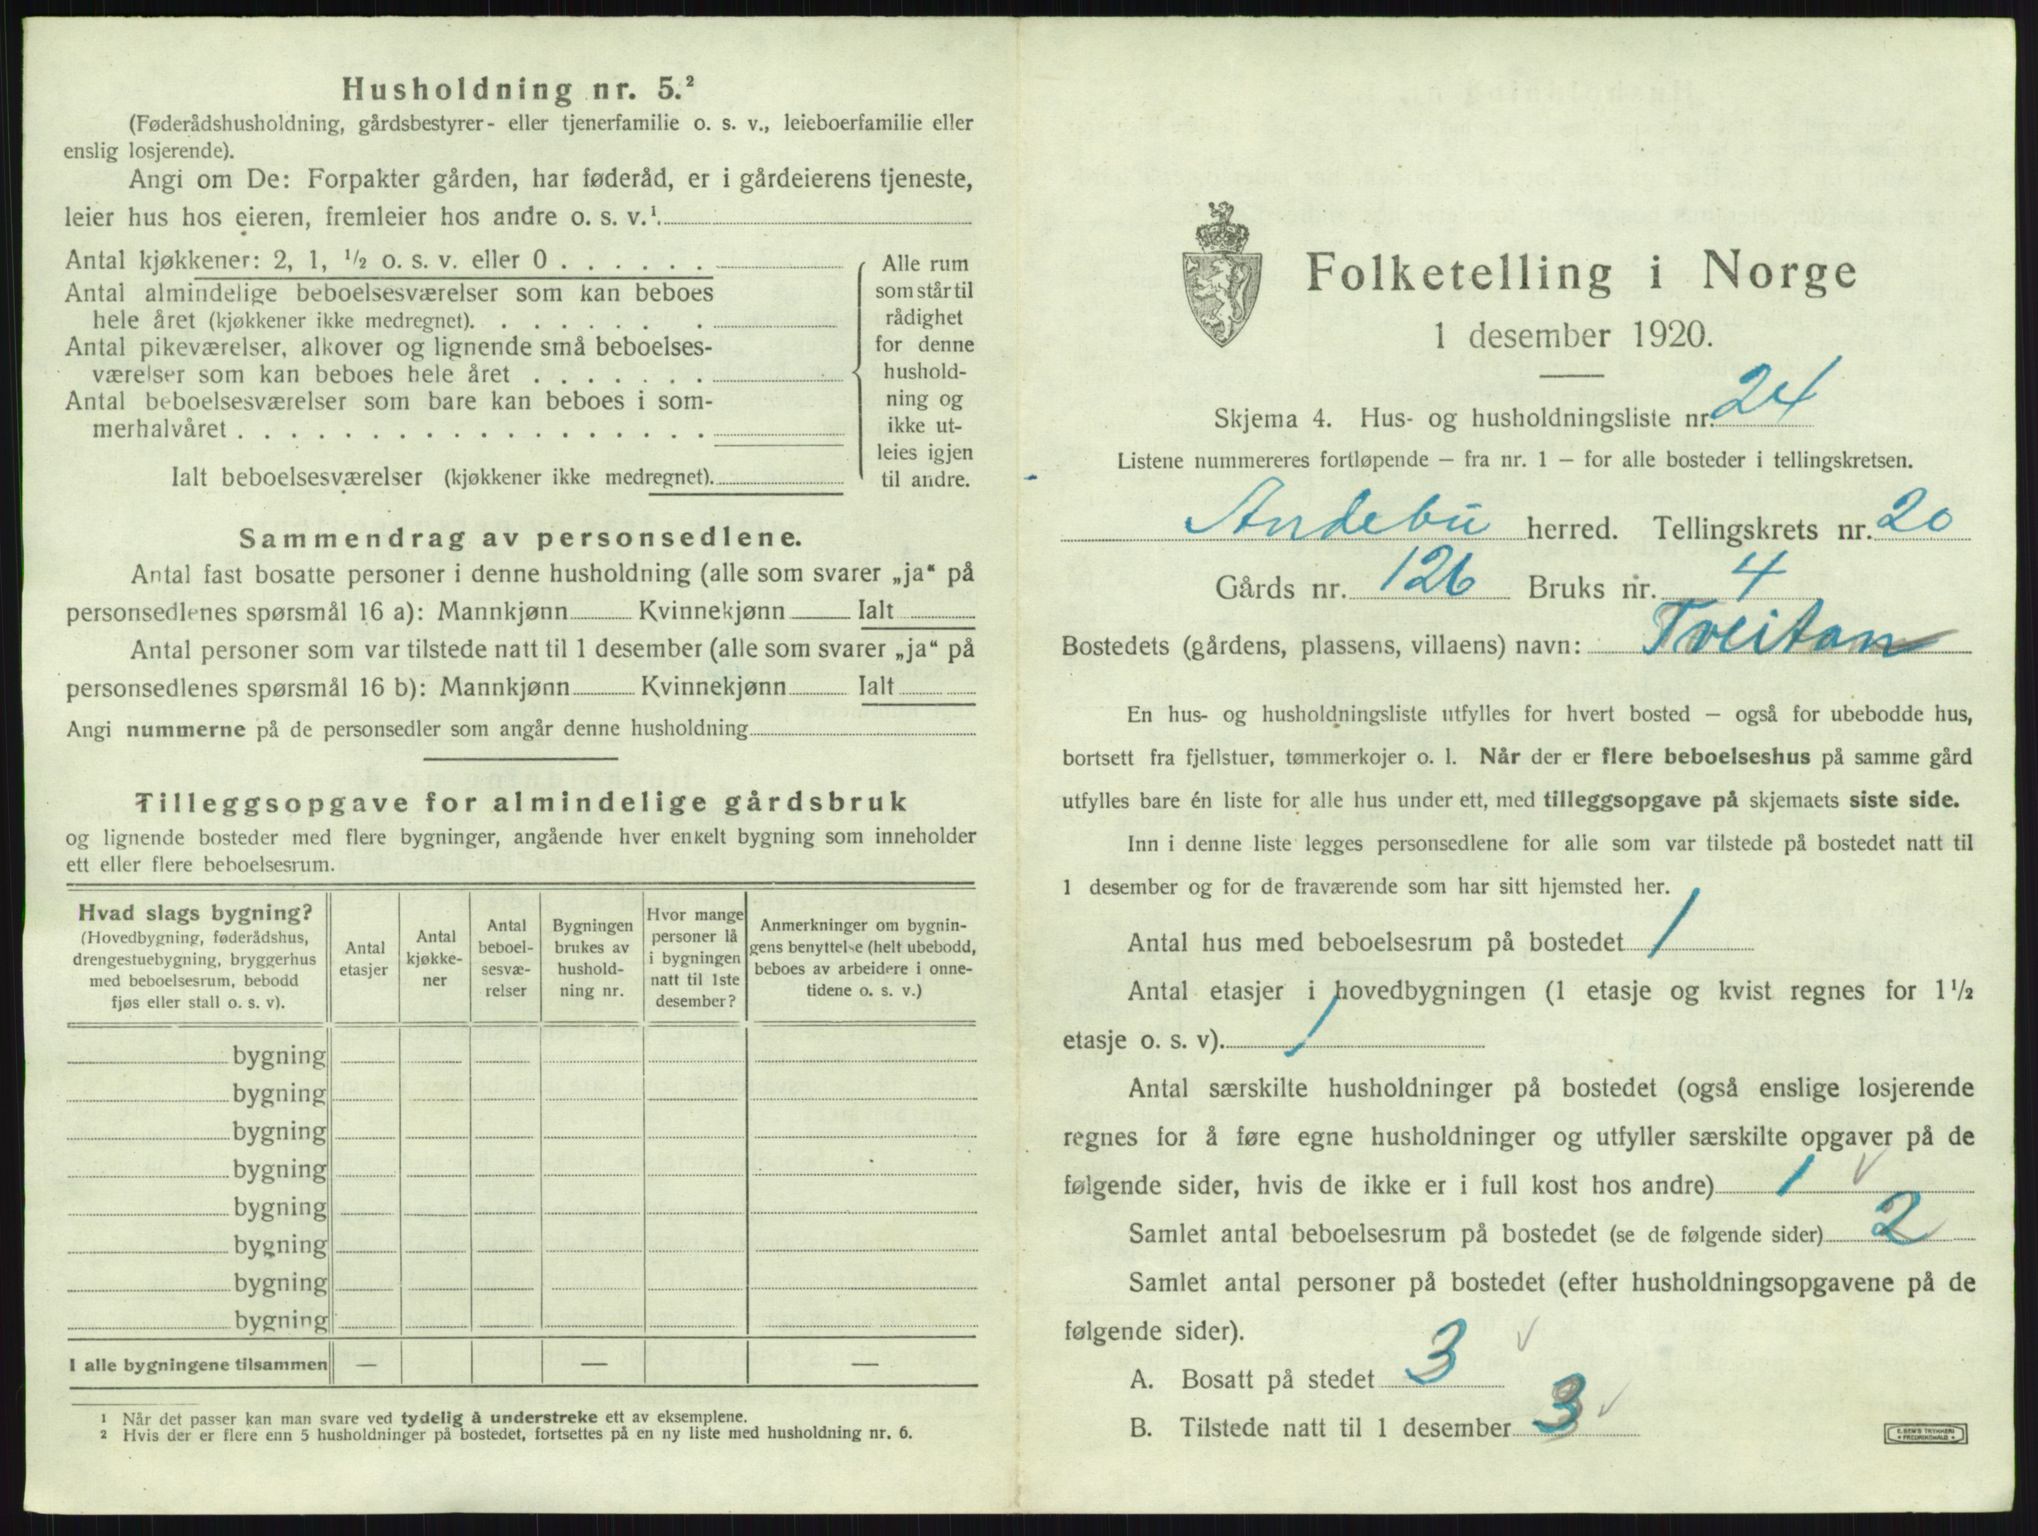 Husholdning nr. 5.²
(Føderådshusholdning, gårdsbestyrer- eller tjenerfamilie o. s. v., leieboerfamilie eller
enslig losjerende).
Angi om De: Forpakter gården, har føderåd, er i gårdeierens tjeneste,
leier hus hos eieren, fremleier hos andre o. s. v.¹
Antal kjøkkener: 2, 1, ½ o. s. v. eller 0 . . . . . .
Antal almindelige beboelsesværelser som kan beboes
hele året (kjøkkener ikke medregnet). . . . . . . .
Antal pikeværelser, alkover og lignende små beboelses-
værelser som kan beboes hele året . . . . . . .
Antal beboelsesværelser som bare kan beboes i som-
merhalvåret . . . . . . . . . . . . . . . . . .
Ialt beboelsesværelser (kjøkkener ikke medregnet).
Alle rum
som står til
rådighet
for denne
hushold-
ning og
ikke ut-
leies igjen
til andre.
Sammendrag av personsedlene.
Antal fast bosatte personer i denne husholdning (alle som svarer „ja“ på
personsedlenes spørsmål 16 a): Mannkjønn Kvinnekjønn Ialt
Antal personer som var tilstede natt til 1 desember (alle som svarer „ja“ på
personsedlenes spørsmål 16 b): Mannkjønn Kvinnekjønn Ialt
Angi nummerne på de personsedler som angår denne husholdning
Tilleggsopgave for almindelige gårdsbruk
og lignende bosteder med flere bygninger, angående hver enkelt bygning som inneholder
ett eller flere beboelsesrum.
Hvad slags bygning?
(Hovedbygning, føderådshus,
drengestuebygning, bryggerhus
med beboelsesrum, bebodd
fjøs eller stall o. s. v).
Antal
etasjer
Antal
kjøkke-
ner
Antal
beboel-
sesvæ-
relser
Bygningen
brukes av
hushold-
ning nr.
Hvor mange
personer lå
i bygningen
natt til 1ste
desember?
Anmerkninger om bygnin-
gens benyttelse (helt ubebodd,
beboes av arbeidere i onne-
tidene o. s. v.)
bygning
bygning
bygning
bygning
bygning
bygning
bygning
bygning
I alle bygningene tilsammen — — —
1 Når det passer kan man svare ved tydelig å understreke ett av eksemplene.
2 Hvis der er flere enn 5 husholdninger på bostedet, fortsettes på en ny liste med husholdning nr. 6.
Folketelling i Norge
1 desember 1920.
Skjema 4. Hus- og husholdningsliste nr. 24
Listene nummereres fortløpende – fra nr. 1 – for alle bosteder i tellingskretsen.
Andebu herred. Tellingskrets nr. 20
Gårds nr. 126 Bruks nr. 4
Bostedets (gårdens, plassens, villaens) navn: Tveitan
En hus- og husholdningsliste utfylles for hvert bosted – også for ubebodde hus,
bortsett fra fjellstuer, tømmerkojer o. l. Når der er flere beboelseshus på samme gård
utfylles bare én liste for alle hus under ett, med tilleggsopgave på skjemaets siste side.
Inn i denne liste legges personsedlene for alle som var tilstede på bostedet natt til
1 desember og for de fraværende som har sitt hjemsted her.
Antal hus med beboelsesrum på bostedet 1
Antal etasjer i hovedbygningen (1 etasje og kvist regnes for 1½
etasje o. s. v). 1
Antal særskilte husholdninger på bostedet (også enslige losjerende
regnes for å føre egne husholdninger og utfyller særskilte opgaver på de
følgende sider, hvis de ikke er i full kost hos andre) 1
Samlet antal beboelsesrum på bostedet (se de følgende sider) 2
Samlet antal personer på bostedet (efter husholdningsopgavene på de
følgende sider).
A. Bosatt på stedet 3
B. Tilstede natt til 1 desember 3
E. SEM'S TRYKKERI
FREDRIKSHALD